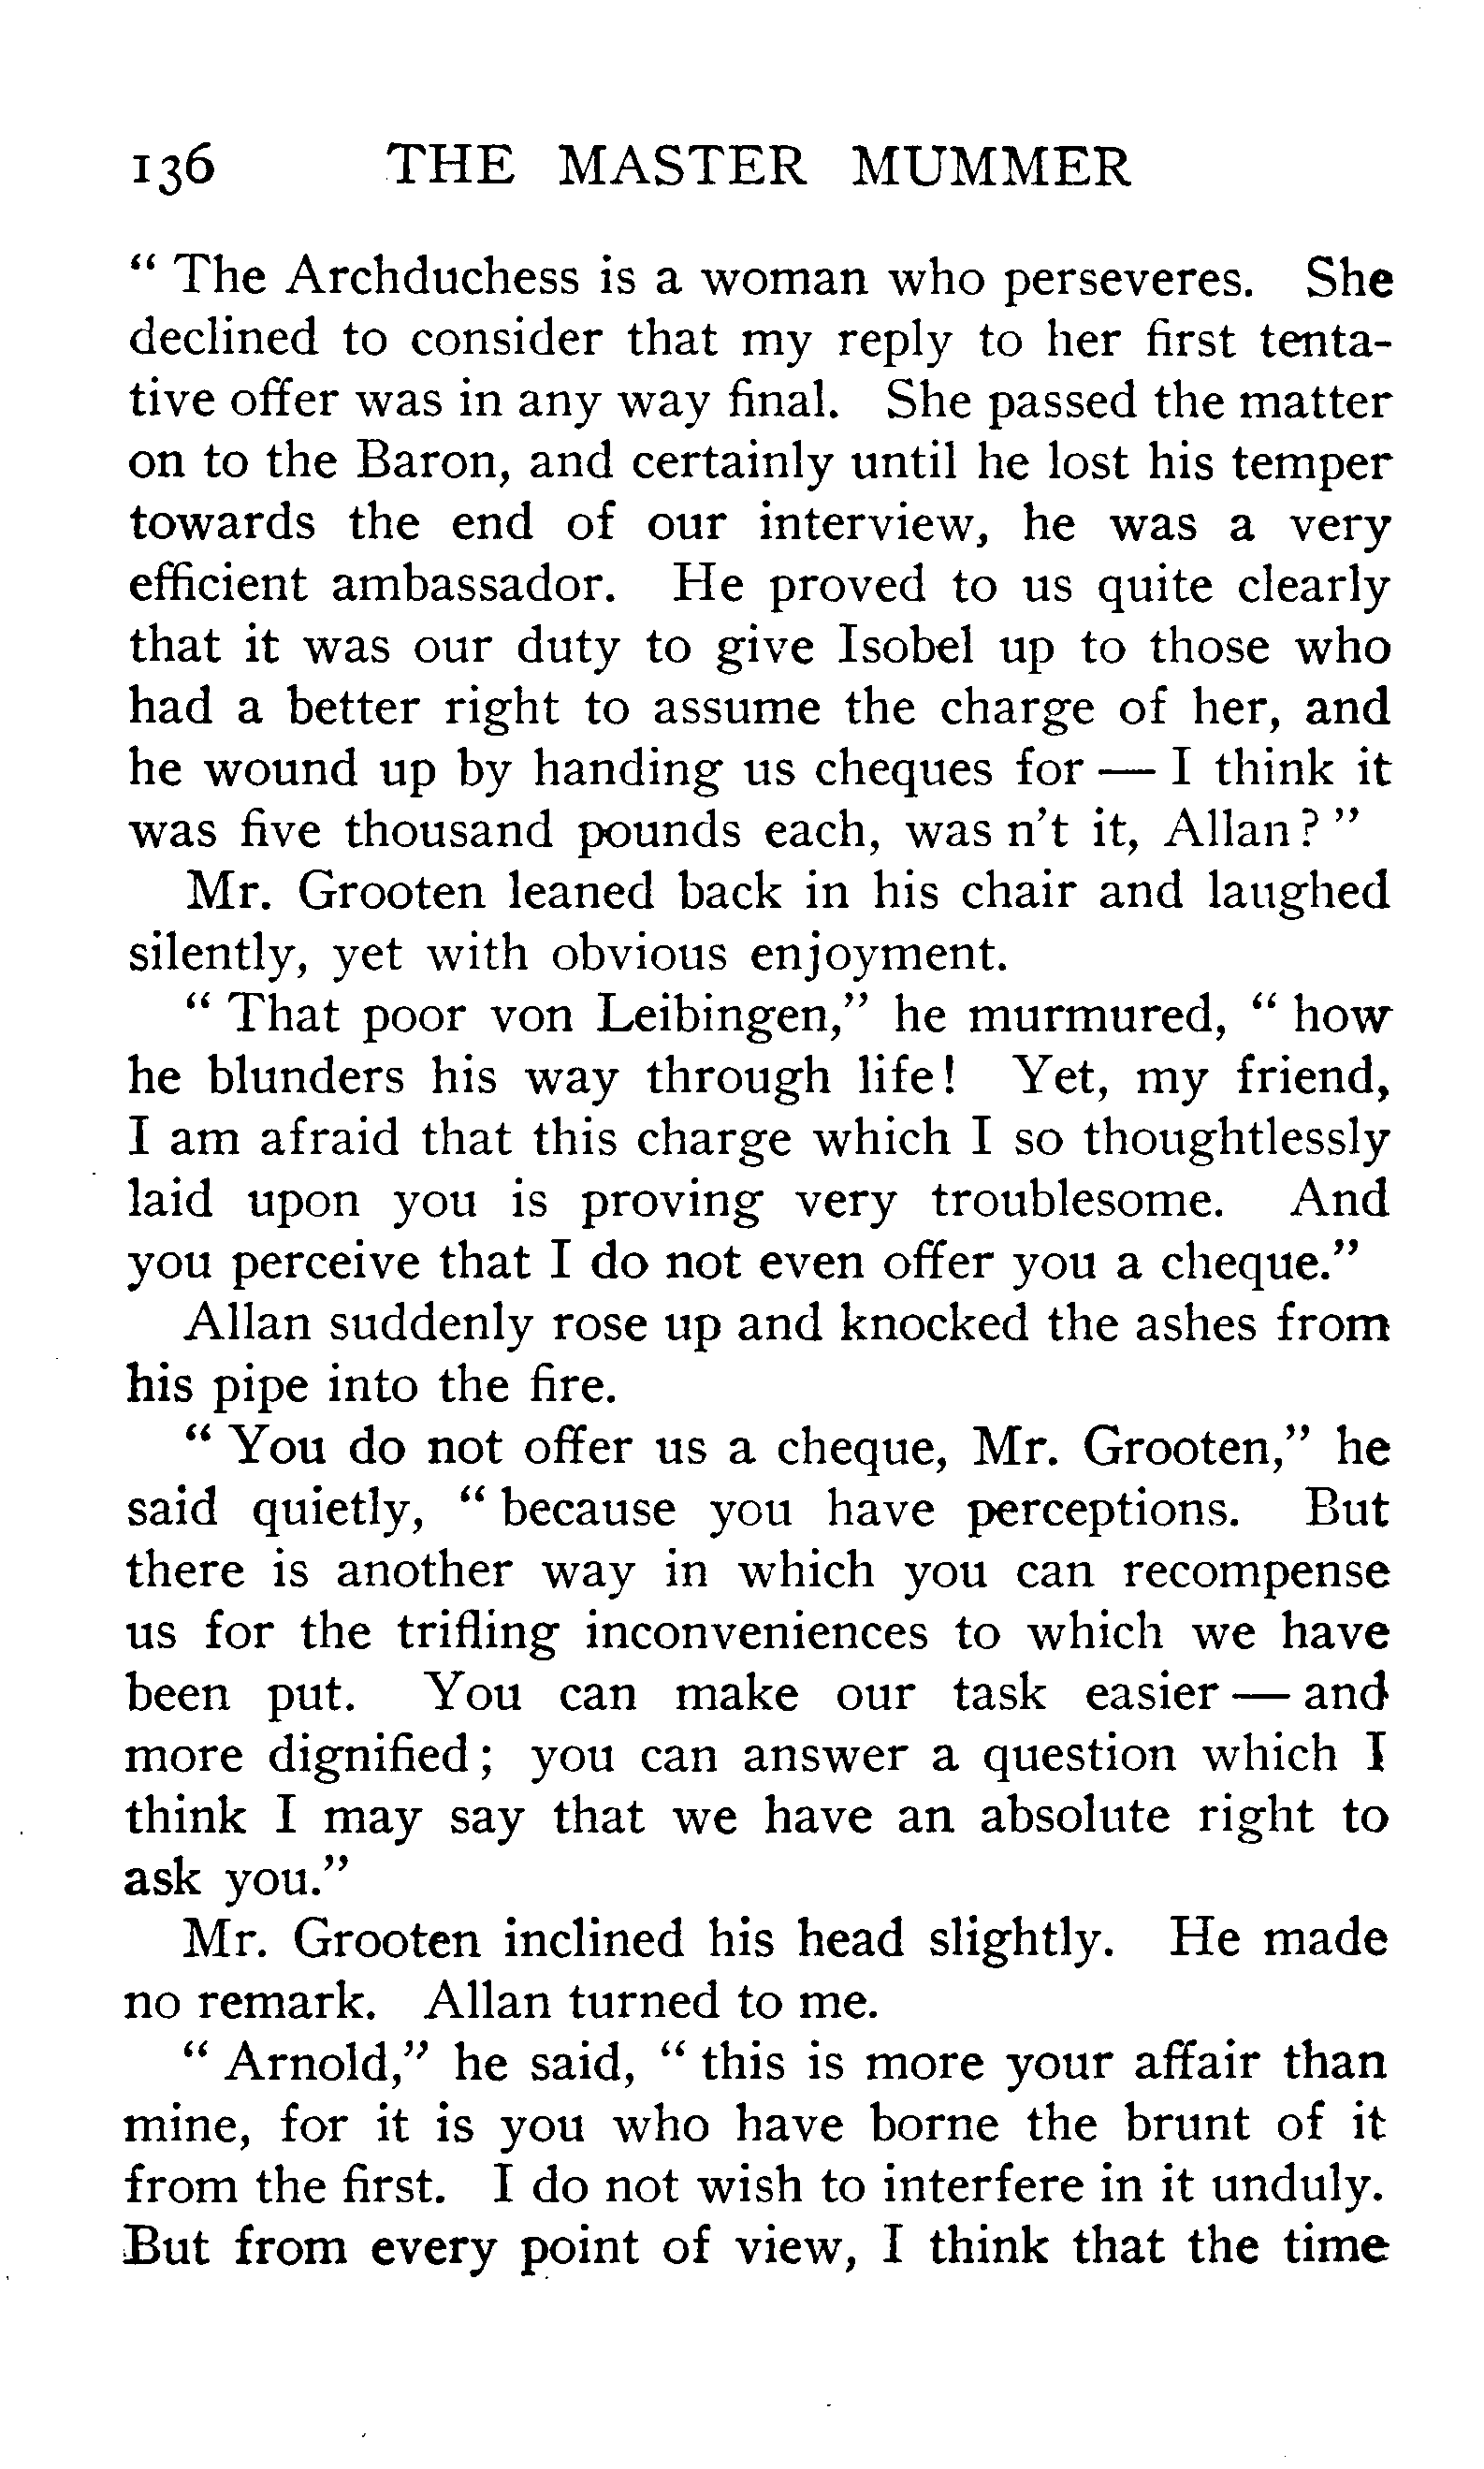 136 THE MASTER MUMMER
" The Archduchess is a woman who perseveres. She
declined to consider that my reply to her first tenta-
tive offer was in any way final. She passed the matter
on to the Baron, and certainly until he lost his temper
towards the end of our interview, he was a very
efficient ambassador. He proved to us quite clearly
that it was our duty to give Isobel up to those who
had a better right to assume the charge of her, and
he wound up by handing us cheques for — I think it
was five thousand pounds each, was n't it, Allan? "
Mr. Grooten leaned back in his chair and laughed
silently, yet with obvious enjoyment.
" That poor von Leibingen," he murmured, " how
he blunders his way through life! Yet, my friend,
I am afraid that this charge which I so thoughtlessly
laid upon you is proving very troublesome. And
you perceive that I do not even offer you a cheque."
Allan suddenly rose up and knocked the ashes from
his pipe into the fire.
" You do not offer us a cheque, Mr. Grooten," he
said quietly, " because you have perceptions. But
there is another way in which you can recompense
us for the trifling inconveniences to which we have
been put. You can make our task easier — and
more dignified; you can answer a question which I
think I may say that we have an absolute right to
ask you."
Mr. Grooten inclined his head slightly. He made
no remark. Allan turned to me.
" Arnold," he said, " this is more your affair than
mine, for it is you who have borne the brunt of it
from the first. I do not wish to interfere in it unduly.
But from every point of view, I think that the time